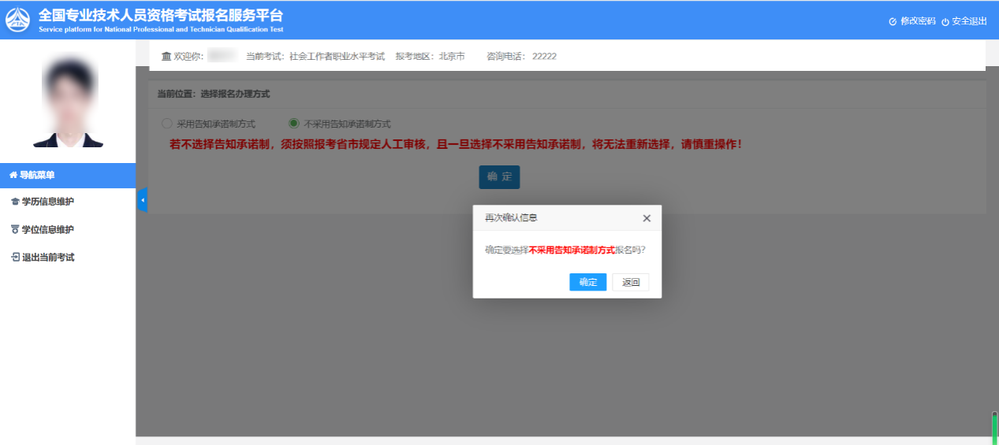 全国专业技术人员资格考试报名服务平台
Service platform for National Professional and Technician Qualification Test
修改密码 安全退出
欢迎你: 当前考试: 社会工作者职业水平考试 报考地区: 北京市 咨询电话: 22222
当前位置: 选择报名办理方式
采用告知承诺制方式 不采用告知承诺制方式
若不选择告知承诺制，须按照报考省市规定人工审核，且一旦选择不采用告知承诺制，将无法重新选择，请慎重操作！
确 定
导航菜单
学历信息维护
学位信息维护
退出当前考试
再次确认信息
确定要选择不采用告知承诺制方式报名吗?
确定 返回